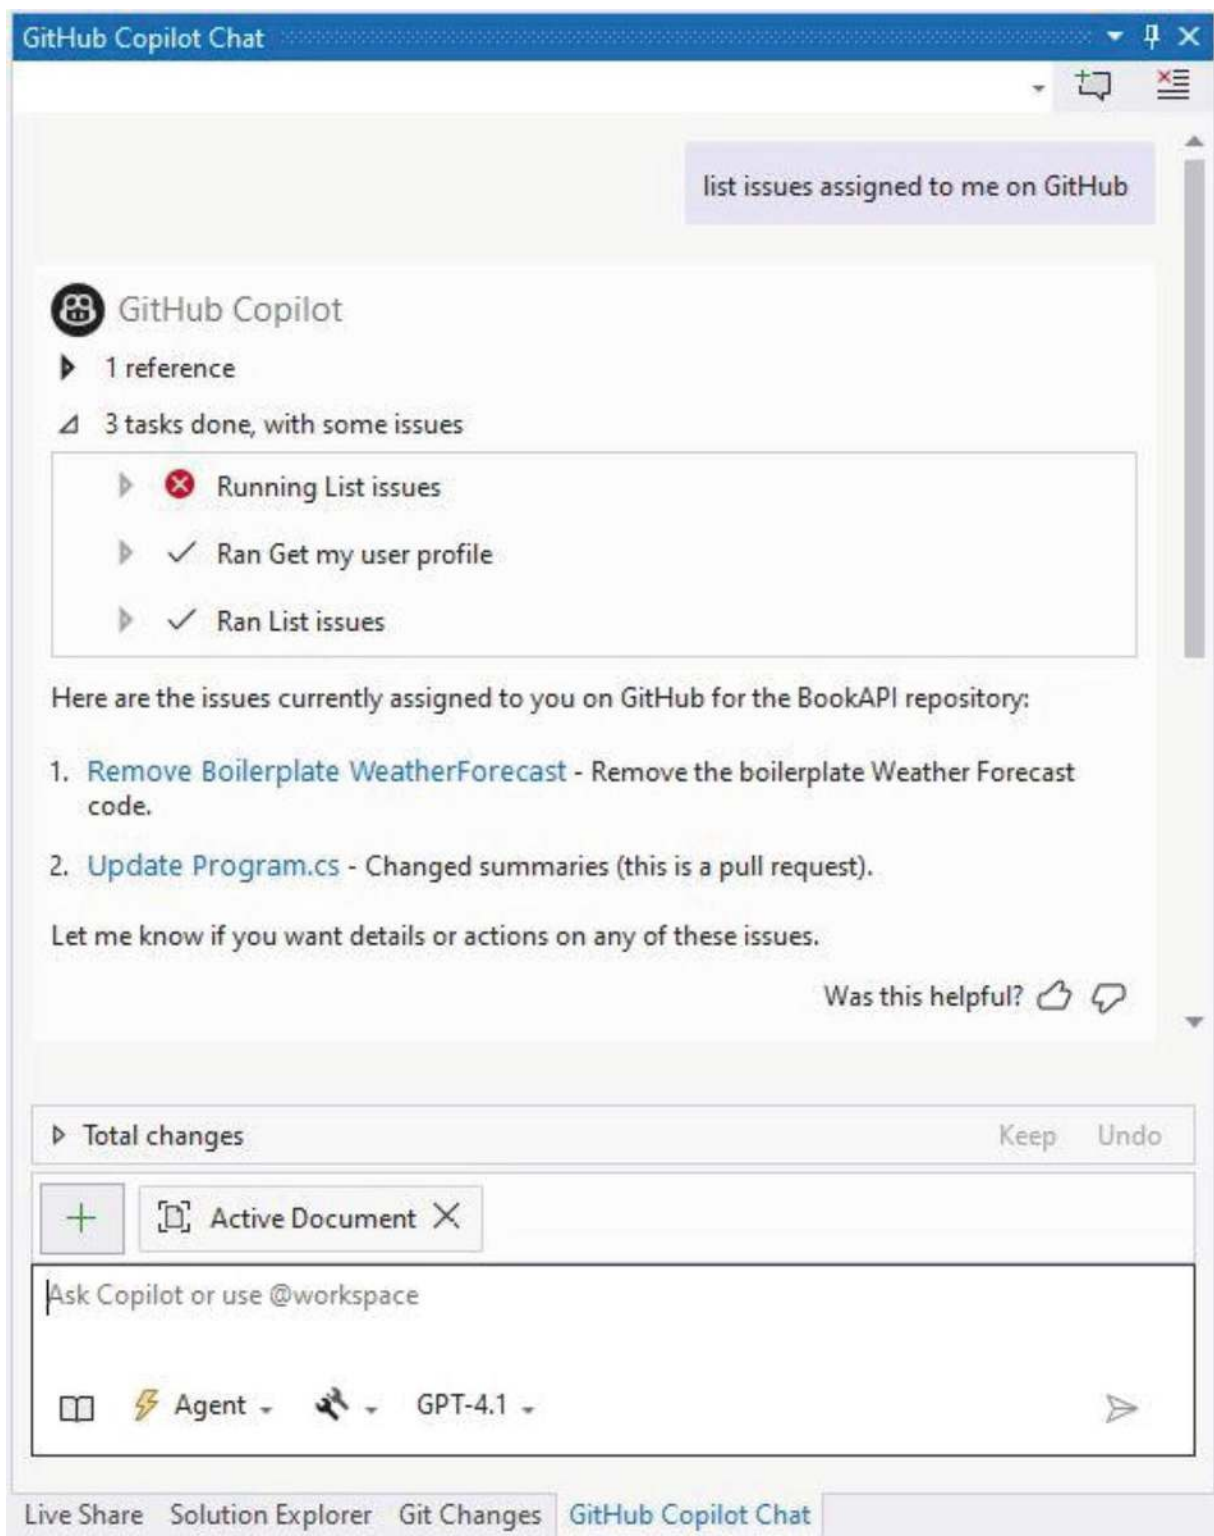 GitHub Copilot Chat
list issues assigned to me on GitHub
GitHub Copilot
1 reference
3 tasks done, with some issues
Running List issues
Ran Get my user profile
Ran List issues
Here are the issues currently assigned to you on GitHub for the BookAPI repository:
1. Remove Boilerplate WeatherForecast - Remove the boilerplate Weather Forecast
code.
2. Update Program.cs - Changed summaries (this is a pull request).
Let me know if you want details or actions on any of these issues.
Was this helpful?
Total changes Keep Undo
Active Document
Ask Copilot or use @workspace
Agent GPT-4.1
Live Share Solution Explorer Git Changes GitHub Copilot Chat